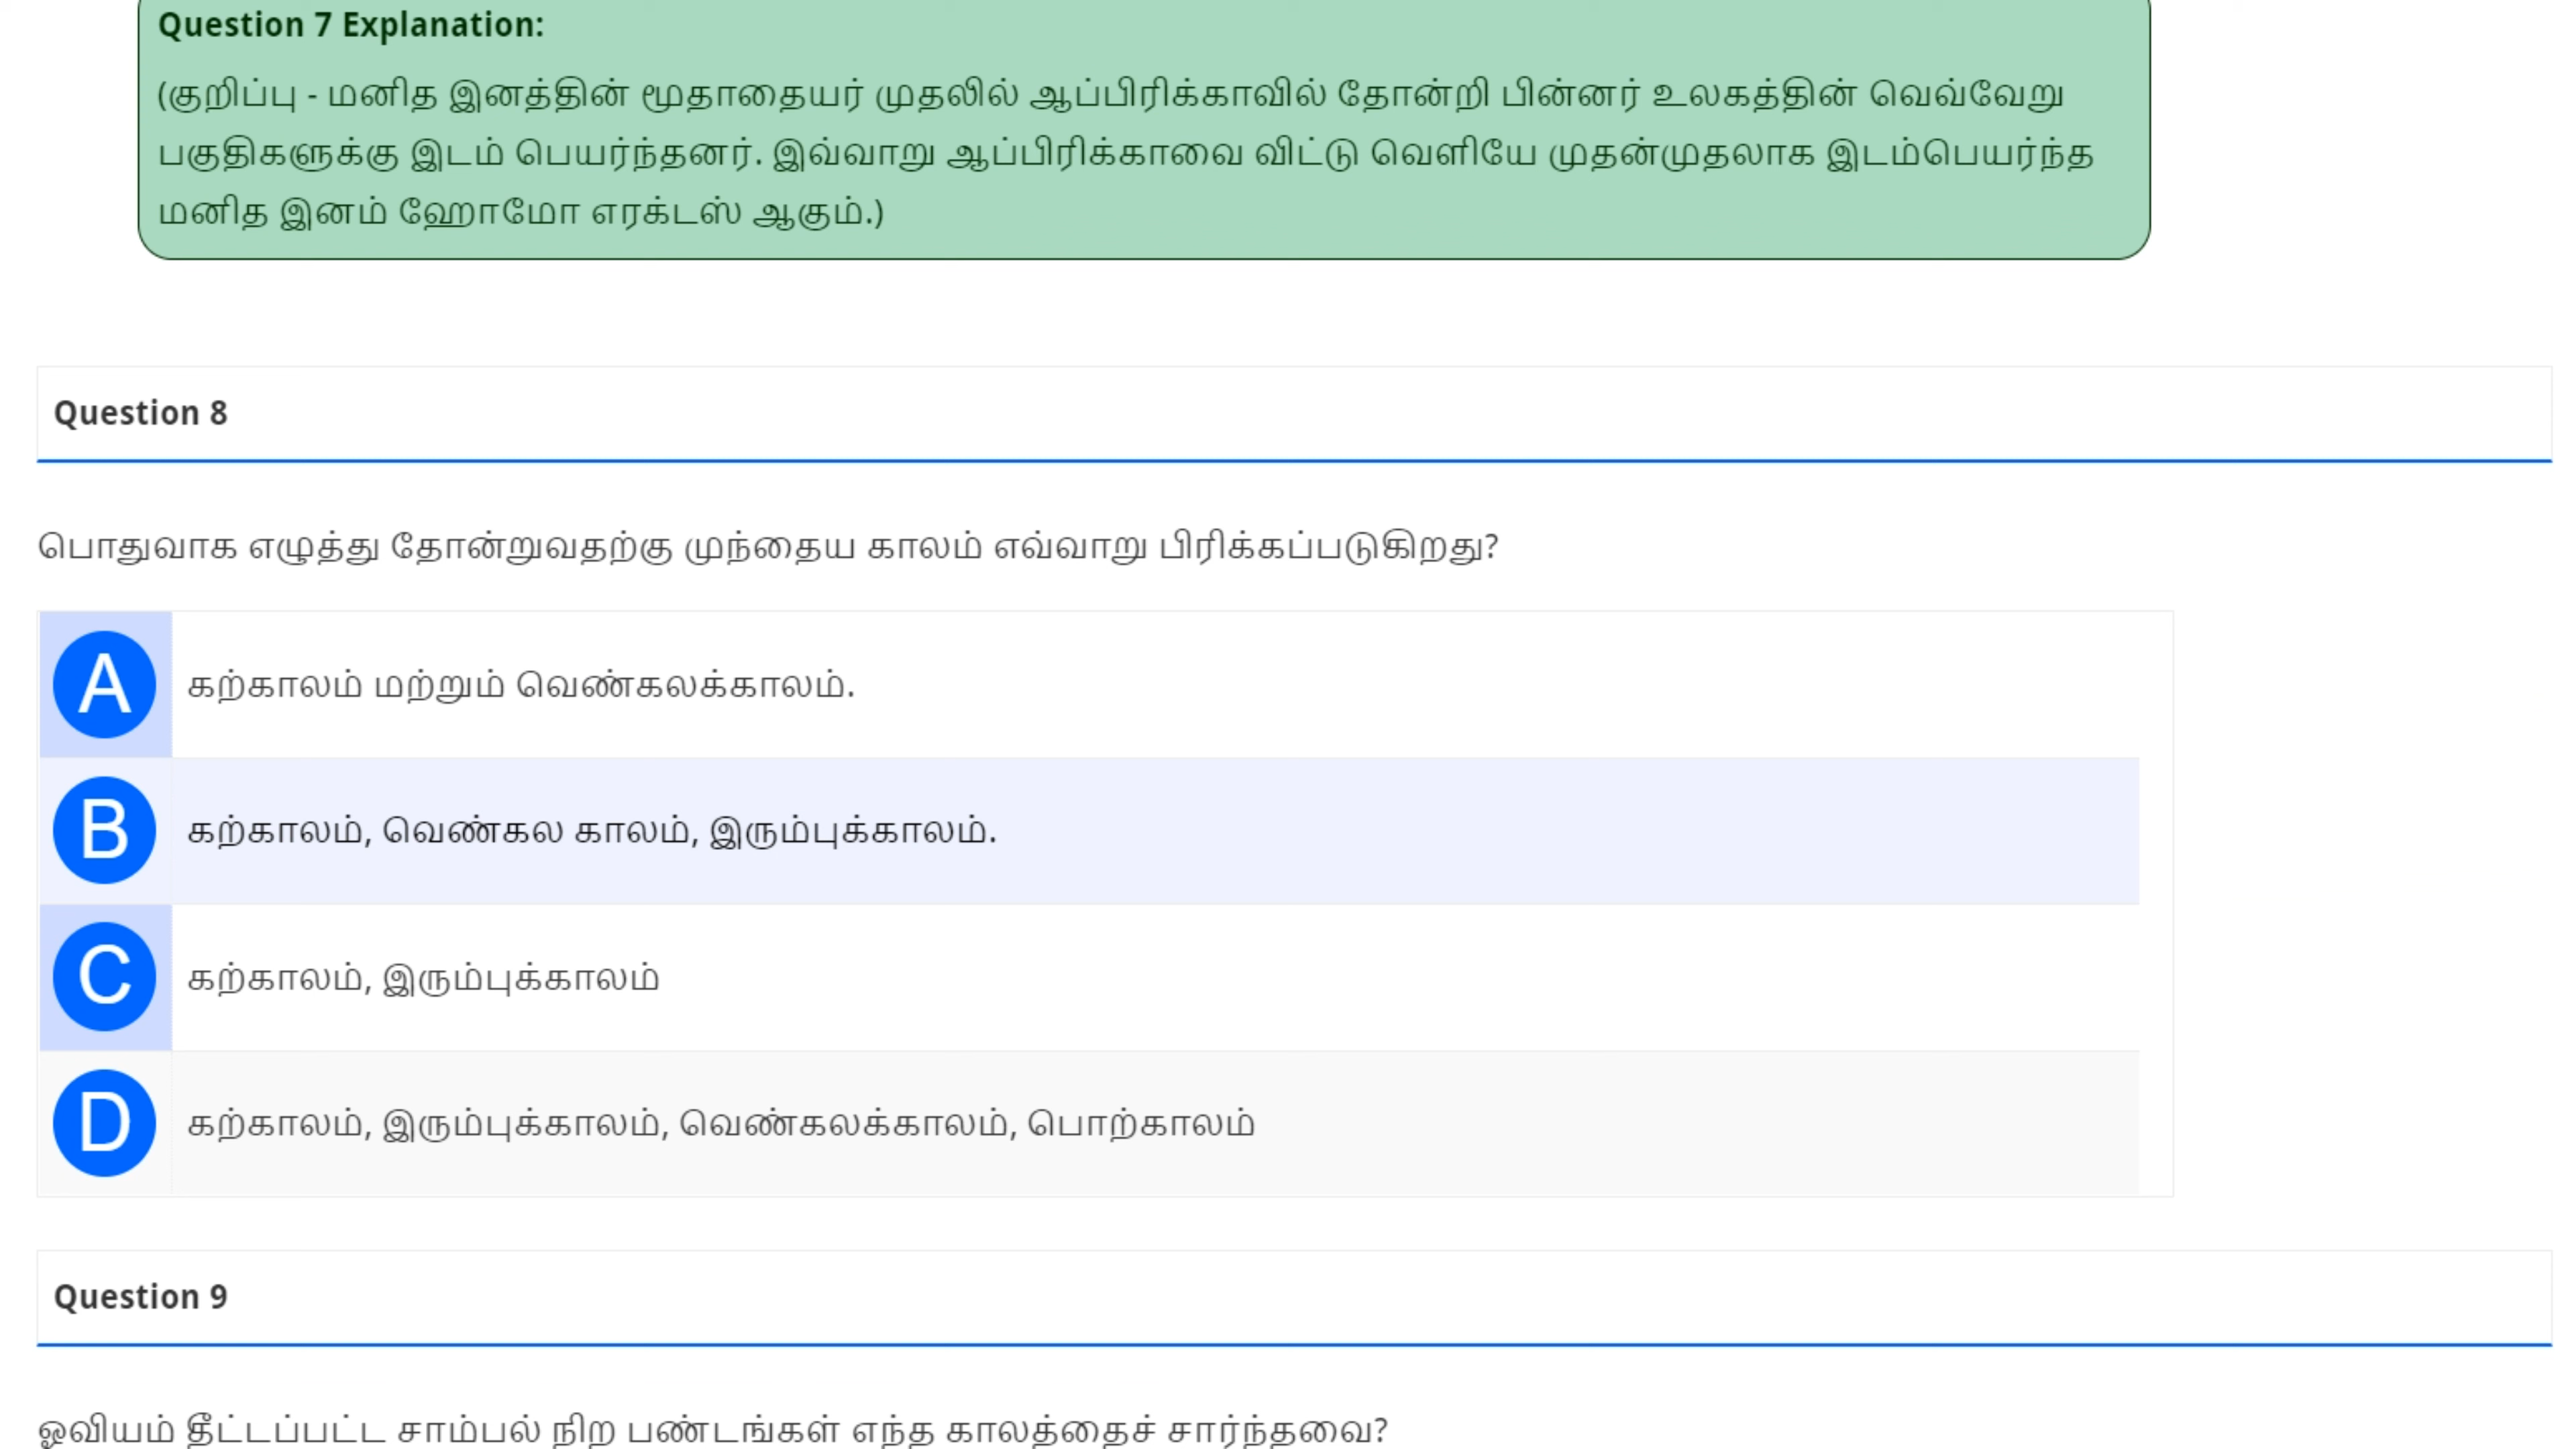 Question 7 Explanation:
(குறிப்பு - மனித இனத்தின் மூதாதையர் முதலில் ஆப்பிரிக்காவில் தோன்றி பின்னர் உலகத்தின் வெவ்வேறு
பகுதிகளுக்கு இடம் பெயர்ந்தனர். இவ்வாறு ஆப்பிரிக்காவை விட்டு வெளியே முதன்முதலாக இடம்பெயர்ந்த
மனித இனம் ஹோமோ எரக்டஸ் ஆகும்.)
Question 8
பொதுவாக எழுத்து தோன்றுவதற்கு முந்தைய காலம் எவ்வாறு பிரிக்கப்படுகிறது?
A கற்காலம் மற்றும் வெண்கலக்காலம்.
B கற்காலம், வெண்கல காலம், இரும்புக்காலம்.
C கற்காலம், இரும்புக்காலம்
D கற்காலம், இரும்புக்காலம், வெண்கலக்காலம், பொற்காலம்
Question 9
ஓவியம் தீட்டப்பட்ட சாம்பல் நிற பண்டங்கள் எந்த காலத்தைச் சார்ந்தவை?